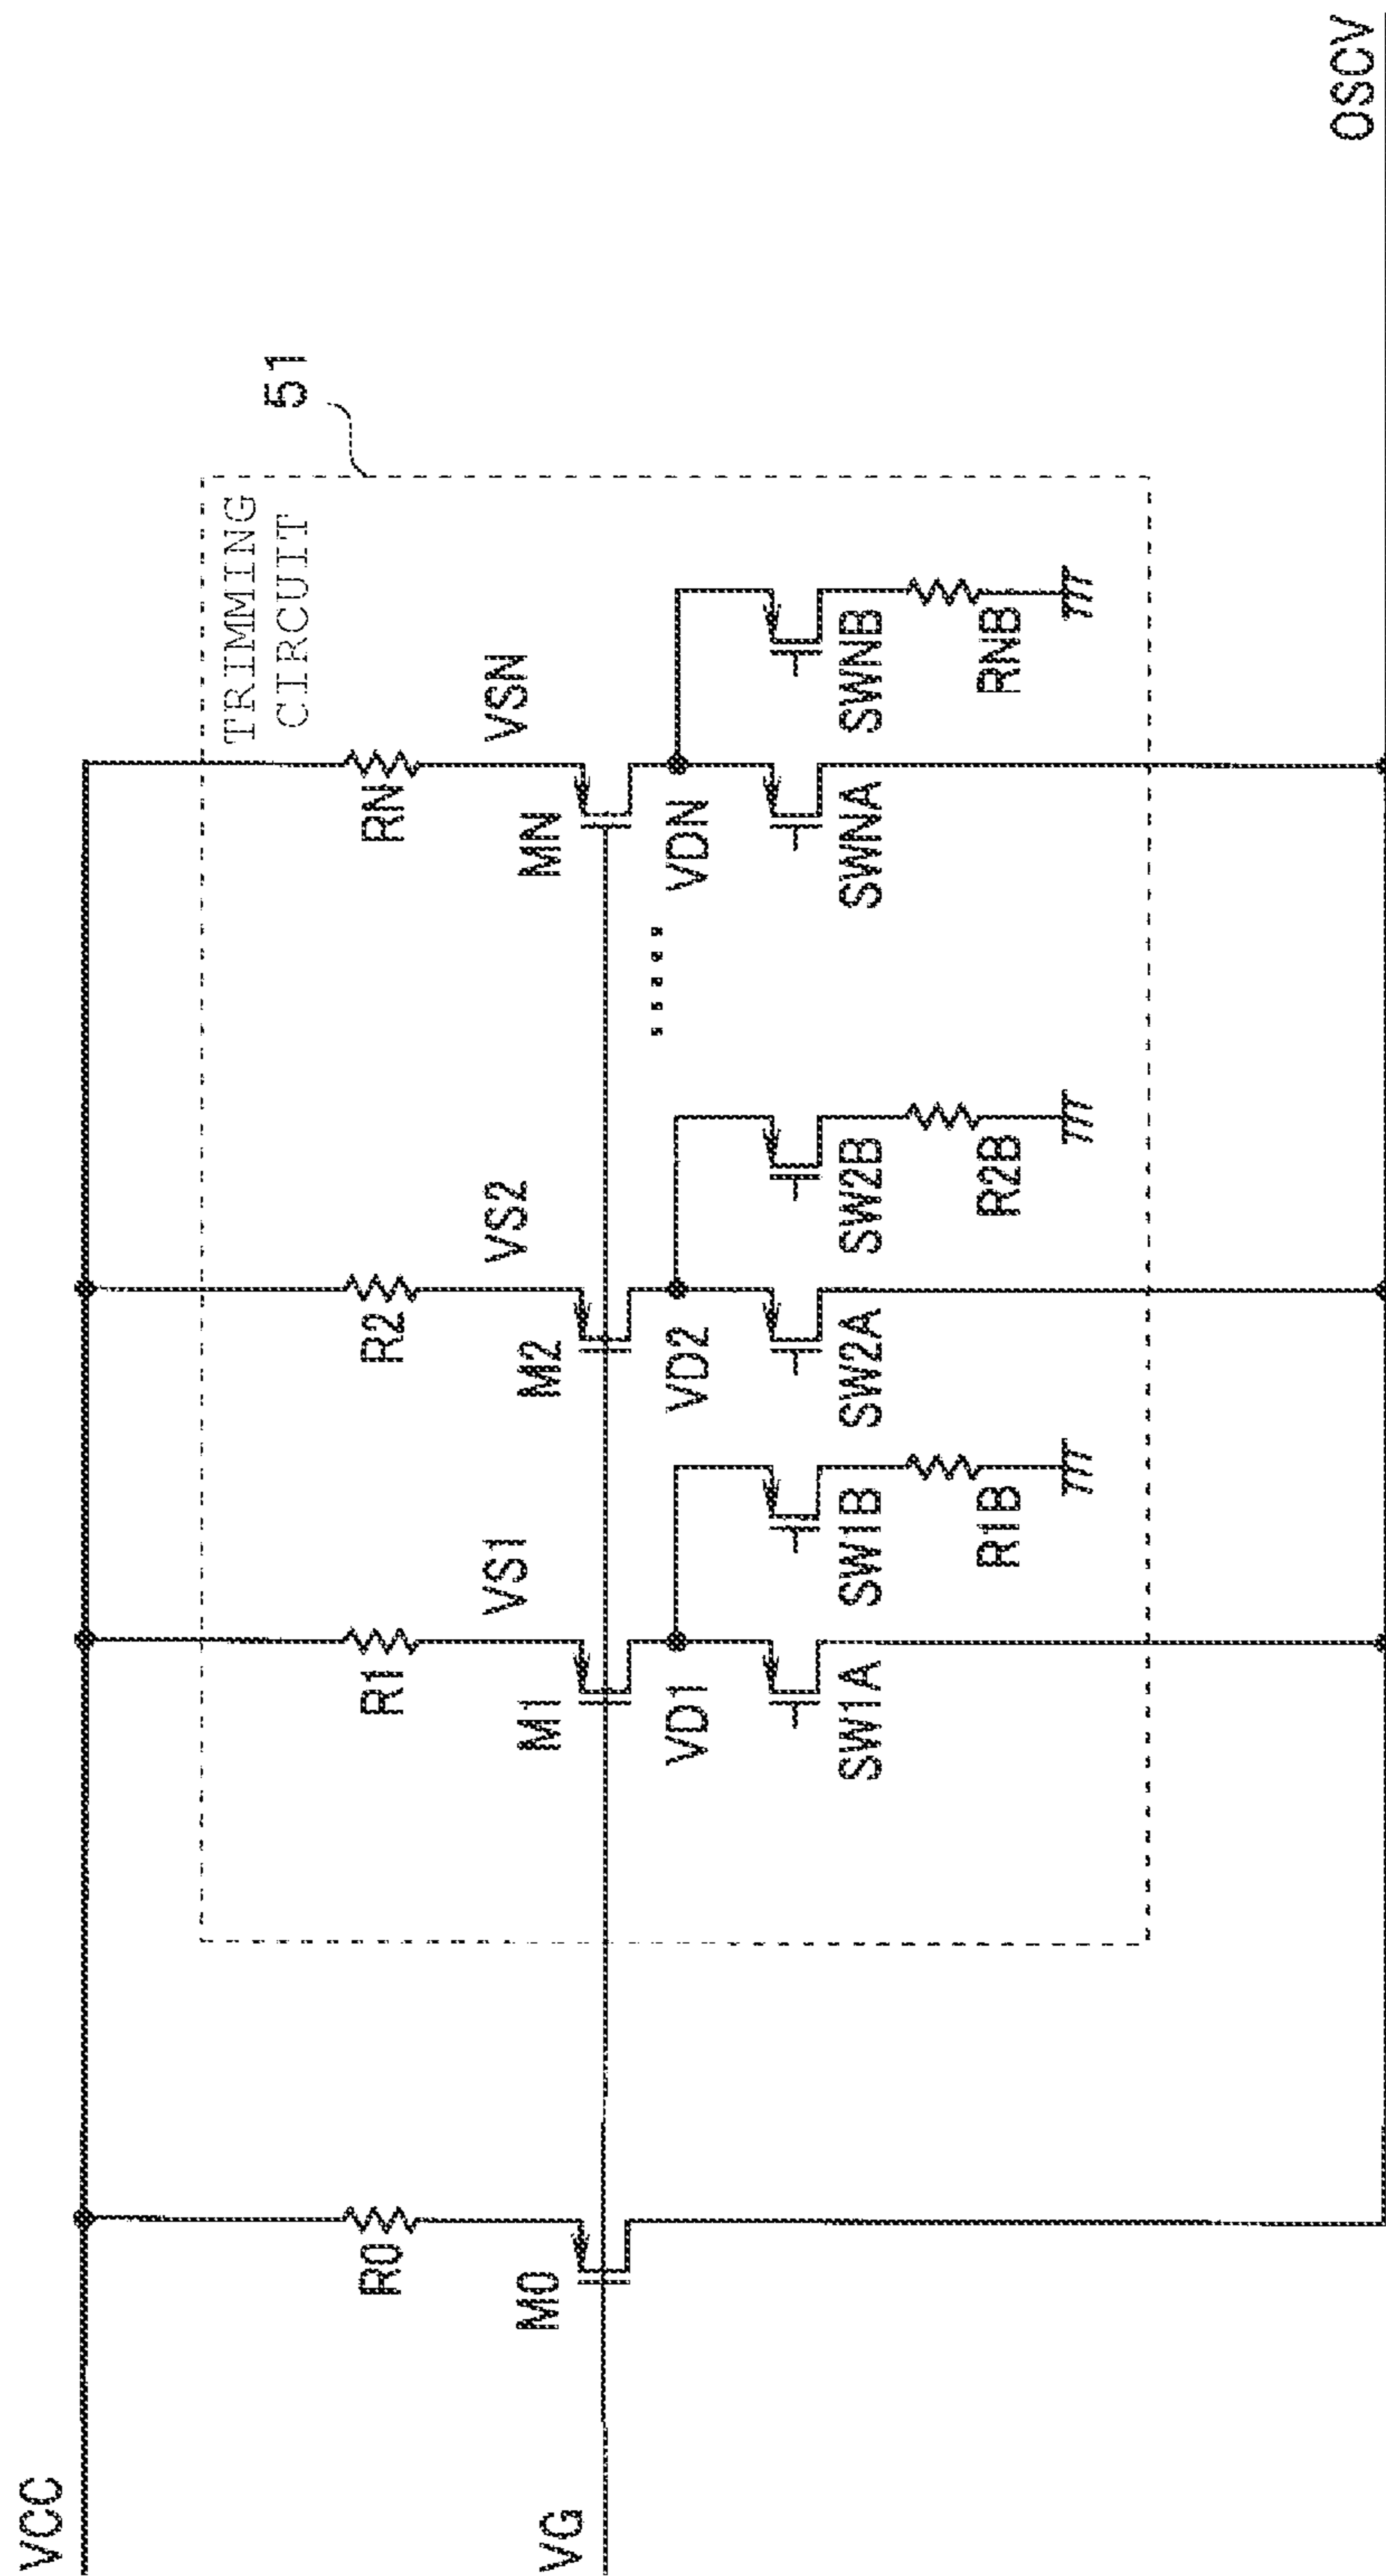 VCC
TRIMMING
CIRCUIT
51
R0
R1
R2
RN
VS1
VS2
VSN
M0
M1
M2
MN
VG
VD1
VD2
VDN
.....
SW1A
SW1B
SW2A
SW2B
SWNA
SWNB
R1B
R2B
RNB
OSCV